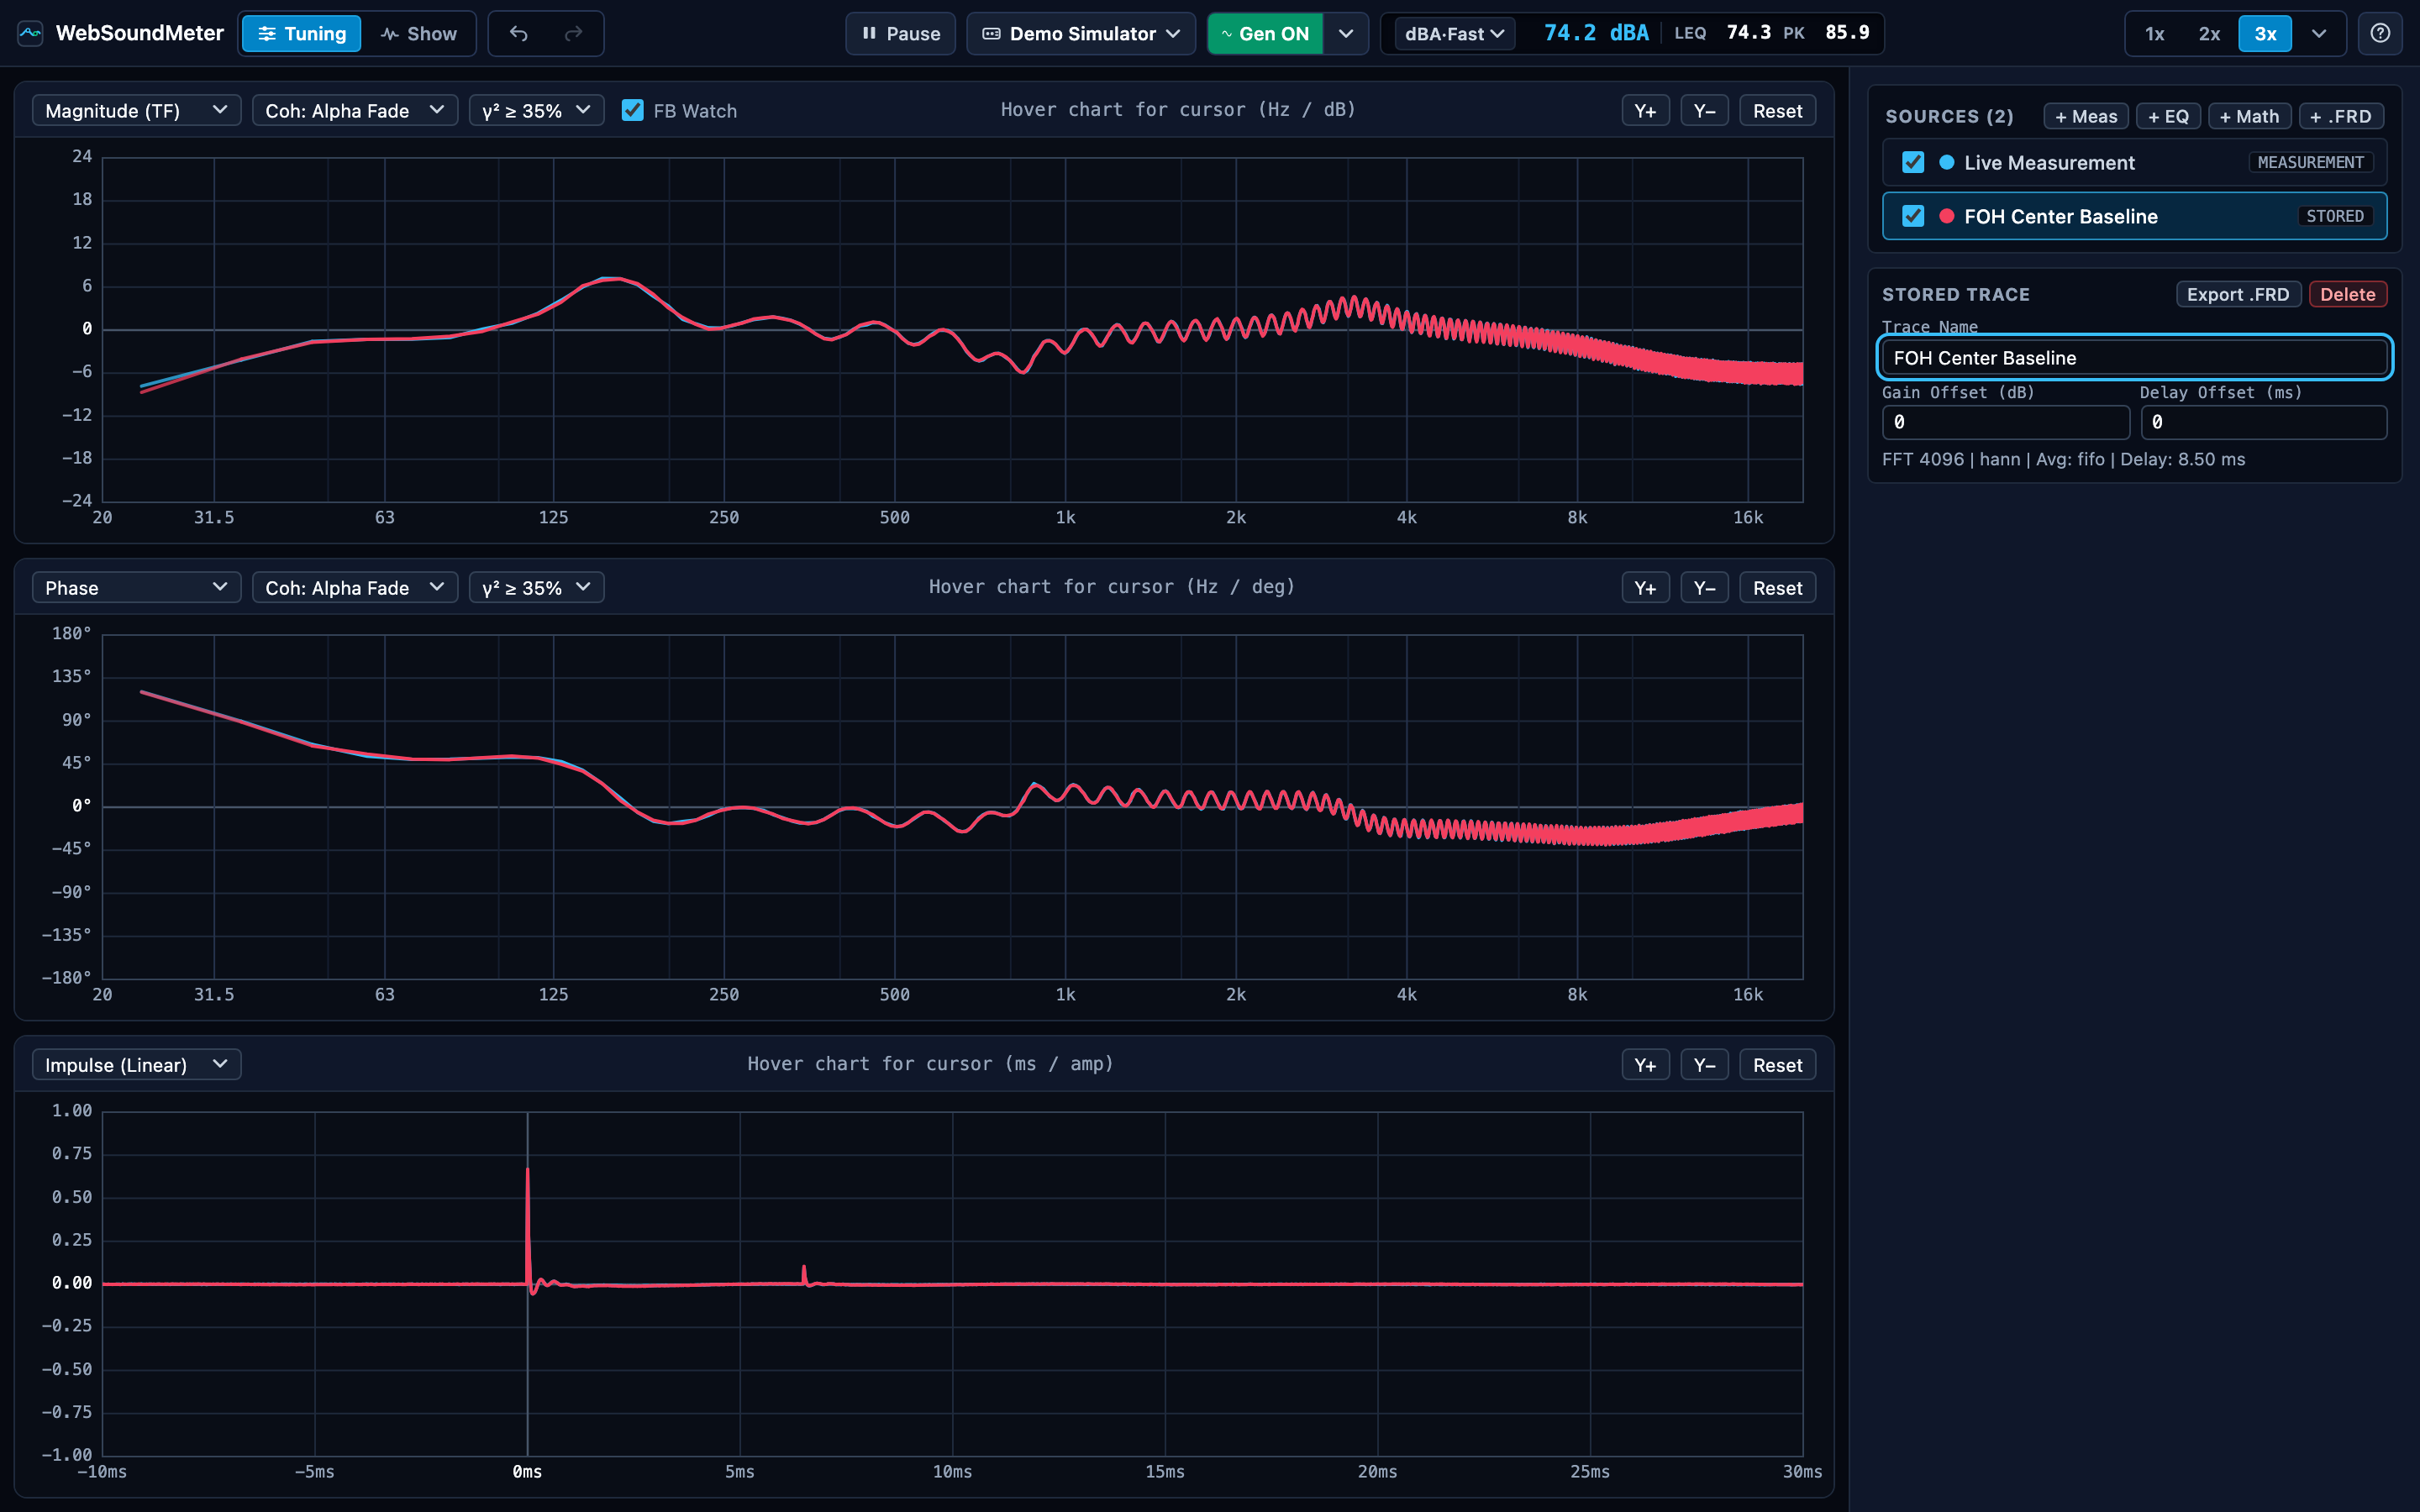 WebSoundMeter Tuning Show Pause Demo Simulator ~ Gen ON dBA·Fast 74.2 dBA LEQ 74.3 PK 85.9 1x 2x 3x ?
Magnitude (TF) Coh: Alpha Fade γ² ≥ 35% FB Watch Hover chart for cursor (Hz / dB) Y+ Y− Reset
24
18
12
6
0
−6
−12
−18
−24
20 31.5 63 125 250 500 1k 2k 4k 8k 16k
Phase Coh: Alpha Fade γ² ≥ 35% Hover chart for cursor (Hz / deg) Y+ Y− Reset
180°
135°
90°
45°
0°
−45°
−90°
−135°
−180°
20 31.5 63 125 250 500 1k 2k 4k 8k 16k
Impulse (Linear) Hover chart for cursor (ms / amp) Y+ Y− Reset
1.00
0.75
0.50
0.25
0.00
−0.25
−0.50
−0.75
−1.00
−10ms −5ms 0ms 5ms 10ms 15ms 20ms 25ms 30ms
SOURCES (2) + Meas + EQ + Math + .FRD
Live Measurement MEASUREMENT
FOH Center Baseline STORED
STORED TRACE Export .FRD Delete
Trace Name
FOH Center Baseline
Gain Offset (dB) Delay Offset (ms)
0 0
FFT 4096 | hann | Avg: fifo | Delay: 8.50 ms